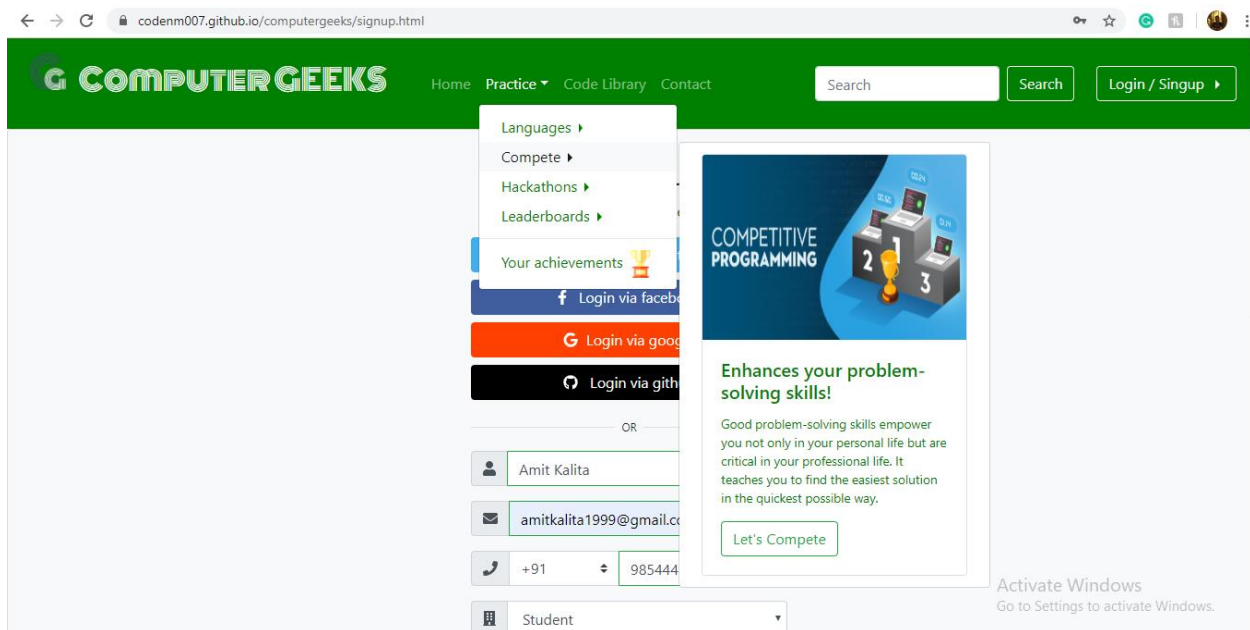 codenm007.github.io/computergeeks/signup.html
G COMPUTER GEEKS
Home Practice Code Library Contact
Search
Search
Login / Singup
Languages
Compete
Hackathons
Leaderboards
Your achievements
Login via facebo
Login via goog
Login via gith
OR
Amit Kalita
amitkalita1999@gmail.co
+91
985444
Student
COMPETITIVE
PROGRAMMING
2
1
3
Enhances your problem-
solving skills!
Good problem-solving skills empower
you not only in your personal life but are
critical in your professional life. It
teaches you to find the easiest solution
in the quickest possible way.
Let's Compete
Activate Windows
Go to Settings to activate Windows.